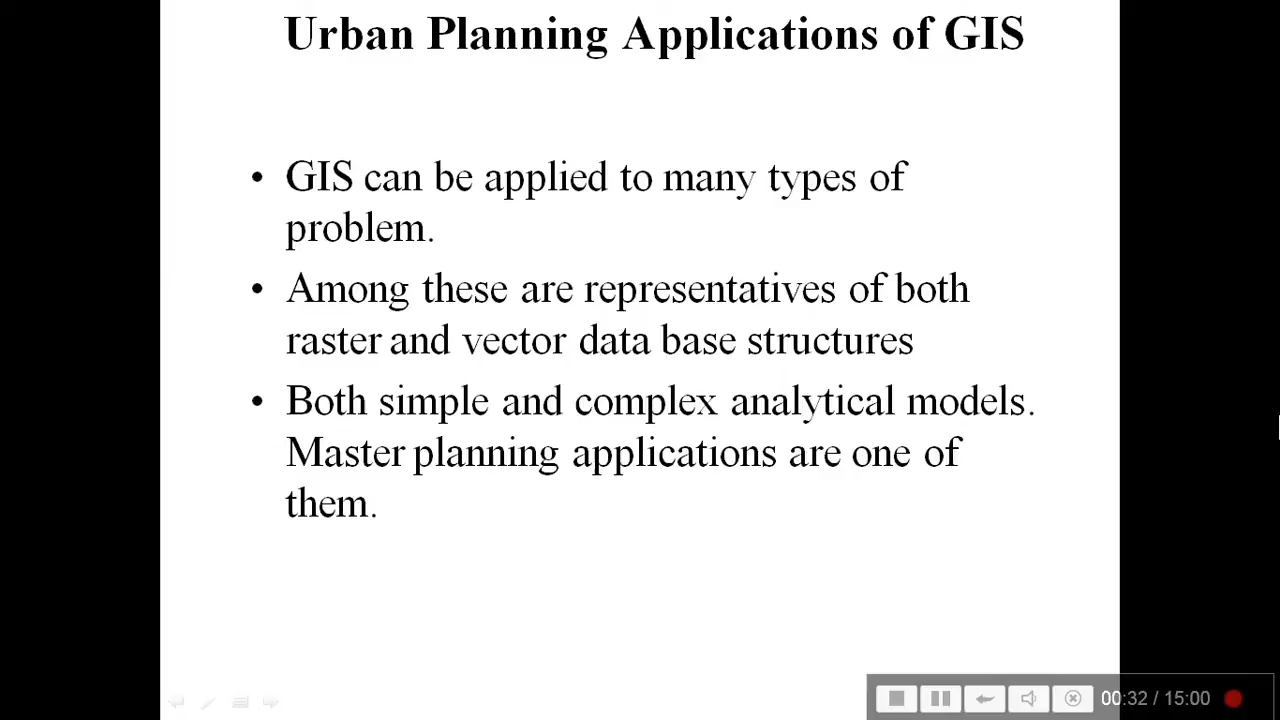 Urban Planning Applications of GIS
• GIS can be applied to many types of
problem.
• Among these are representatives of both
raster and vector data base structures
• Both simple and complex analytical models.
Master planning applications are one of
them.
00:32 / 15:00